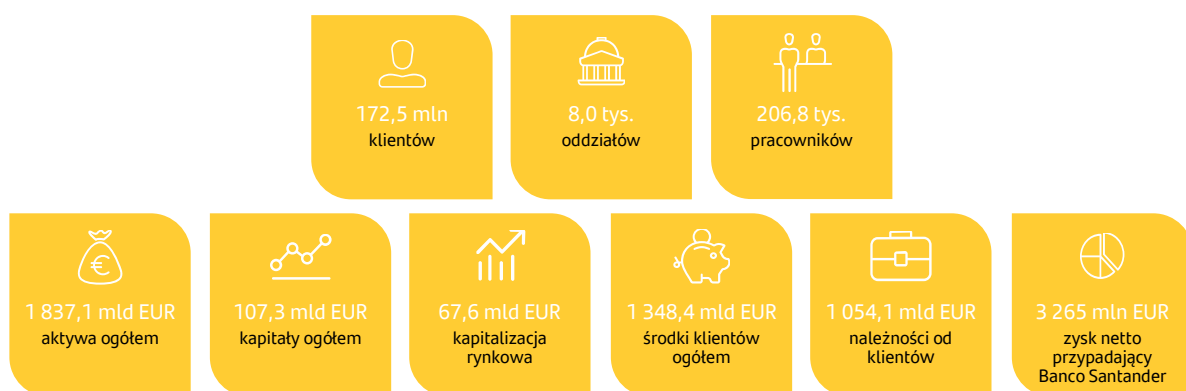 172,5 mln
klientów
8,0 tys.
oddziałów
206,8 tys.
pracowników
1 837,1 mld EUR
aktywa ogółem
107,3 mld EUR
kapitały ogółem
67,6 mld EUR
kapitalizacja
rynkowa
1 348,4 mld EUR
środki klientów
ogółem
1 054,1 mld EUR
należności od
klientów
3 265 mln EUR
zysk netto
przypadający
Banco Santander